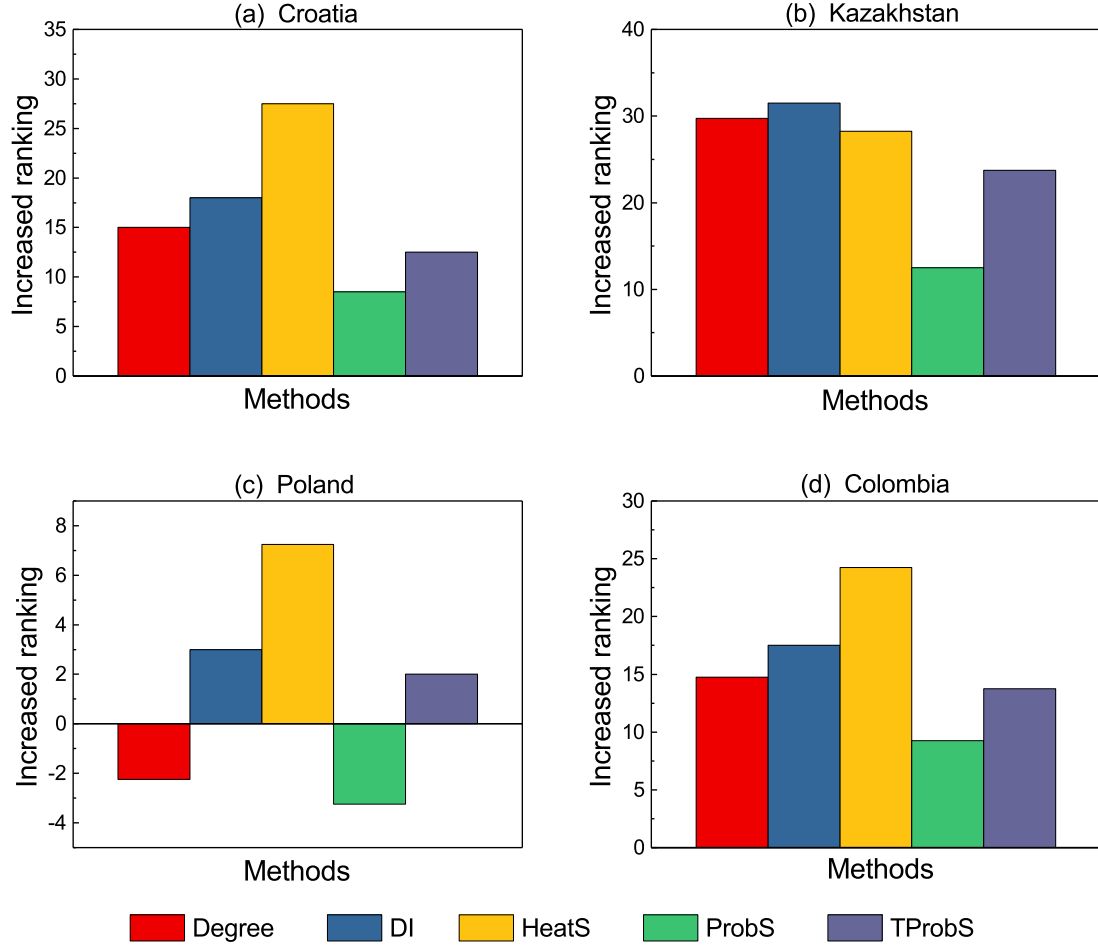 (a) Croatia
35
30
25
20
15
10
5
0
Increased ranking
Methods
(b) Kazakhstan
40
30
20
10
0
Increased ranking
Methods
(c) Poland
8
6
4
2
0
-2
-4
Increased ranking
Methods
(d) Colombia
30
25
20
15
10
5
0
Increased ranking
Methods
Degree DI HeatS ProbS TProbS